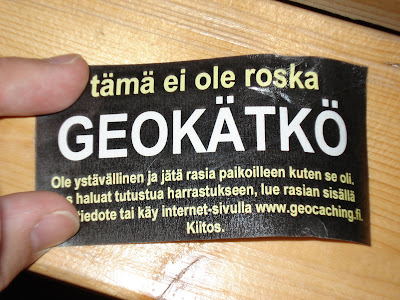 tämä ei ole roska
GEOKÄTKÖ
Ole ystävällinen ja jätä rasia paikoilleen kuten se oli.
haluat tutustua harrastukseen, lue rasian sisällä
tiedote tai käy internet-sivulla www.geocaching.fi.
Kiitos.